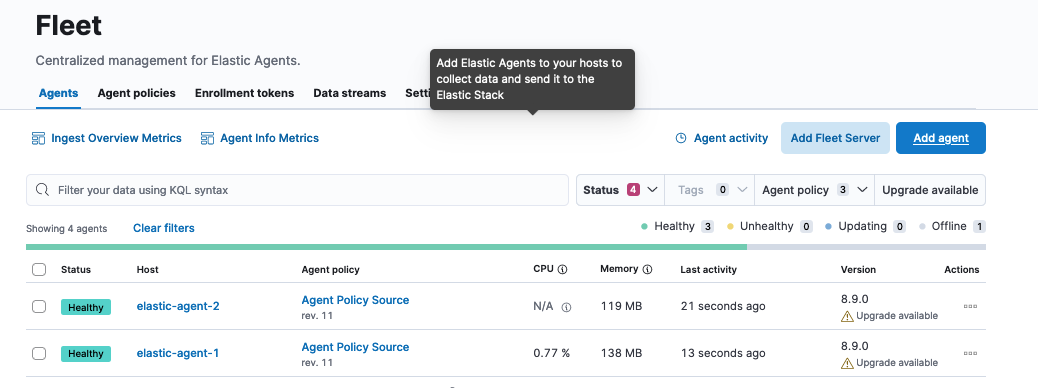 Fleet
Centralized management for Elastic Agents.
Add Elastic Agents to your hosts to
collect data and send it to the
Elastic Stack
Agents Agent policies Enrollment tokens Data streams Setti
Ingest Overview Metrics Agent Info Metrics Agent activity Add Fleet Server Add agent
Filter your data using KQL syntax Status 4 Tags 0 Agent policy 3 Upgrade available
Showing 4 agents Clear filters Healthy 3 Unhealthy 0 Updating 0 Offline 1
Status Host Agent policy CPU Memory Last activity Version Actions
Healthy elastic-agent-2 Agent Policy Source N/A 119 MB 21 seconds ago 8.9.0
rev. 11 Upgrade available
Healthy elastic-agent-1 Agent Policy Source 0.77 % 138 MB 13 seconds ago 8.9.0
rev. 11 Upgrade available